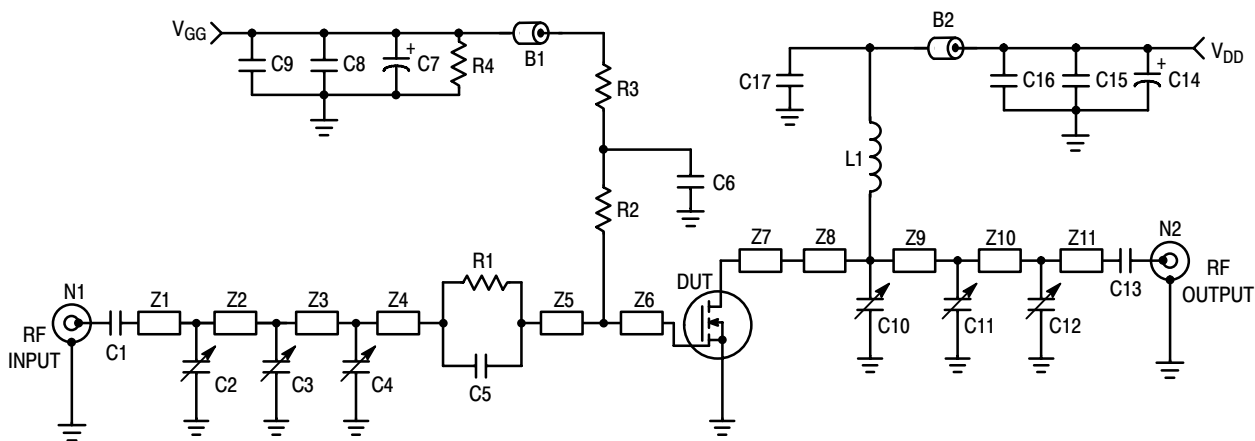 VGG
C9
C8
+
C7
R4
B1
R3
C6
R2
B2
VDD
C17
C16
C15
+
C14
L1
N1
RF
INPUT
C1
Z1
Z2
Z3
Z4
R1
C5
Z5
Z6
DUT
Z7
Z8
Z9
Z10
Z11
N2
RF
OUTPUT
C13
C2
C3
C4
C10
C11
C12